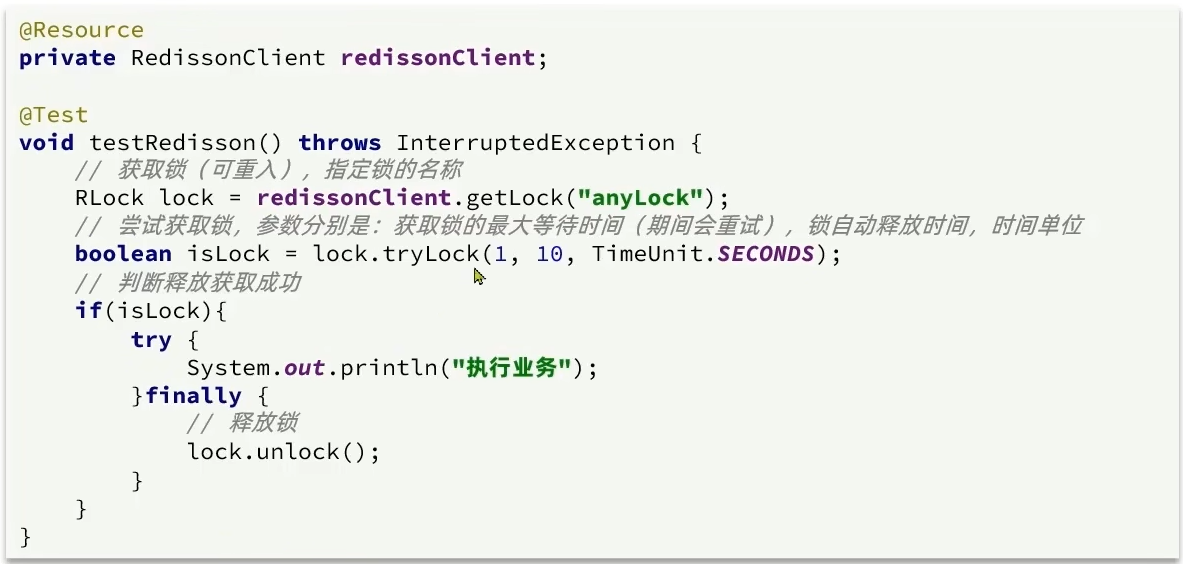 @Resource
private RedissonClient redissonClient;
@Test
void testRedisson() throws InterruptedException {
// 获取锁（可重入），指定锁的名称
RLock lock = redissonClient.getLock("anyLock");
// 尝试获取锁，参数分别是：获取锁的最大等待时间（期间会重试），锁自动释放时间，时间单位
boolean isLock = lock.tryLock(1, 10, TimeUnit.SECONDS);
// 判断释放获取成功
if(isLock){
try {
System.out.println("执行业务");
}finally {
// 释放锁
lock.unlock();
}
}
}